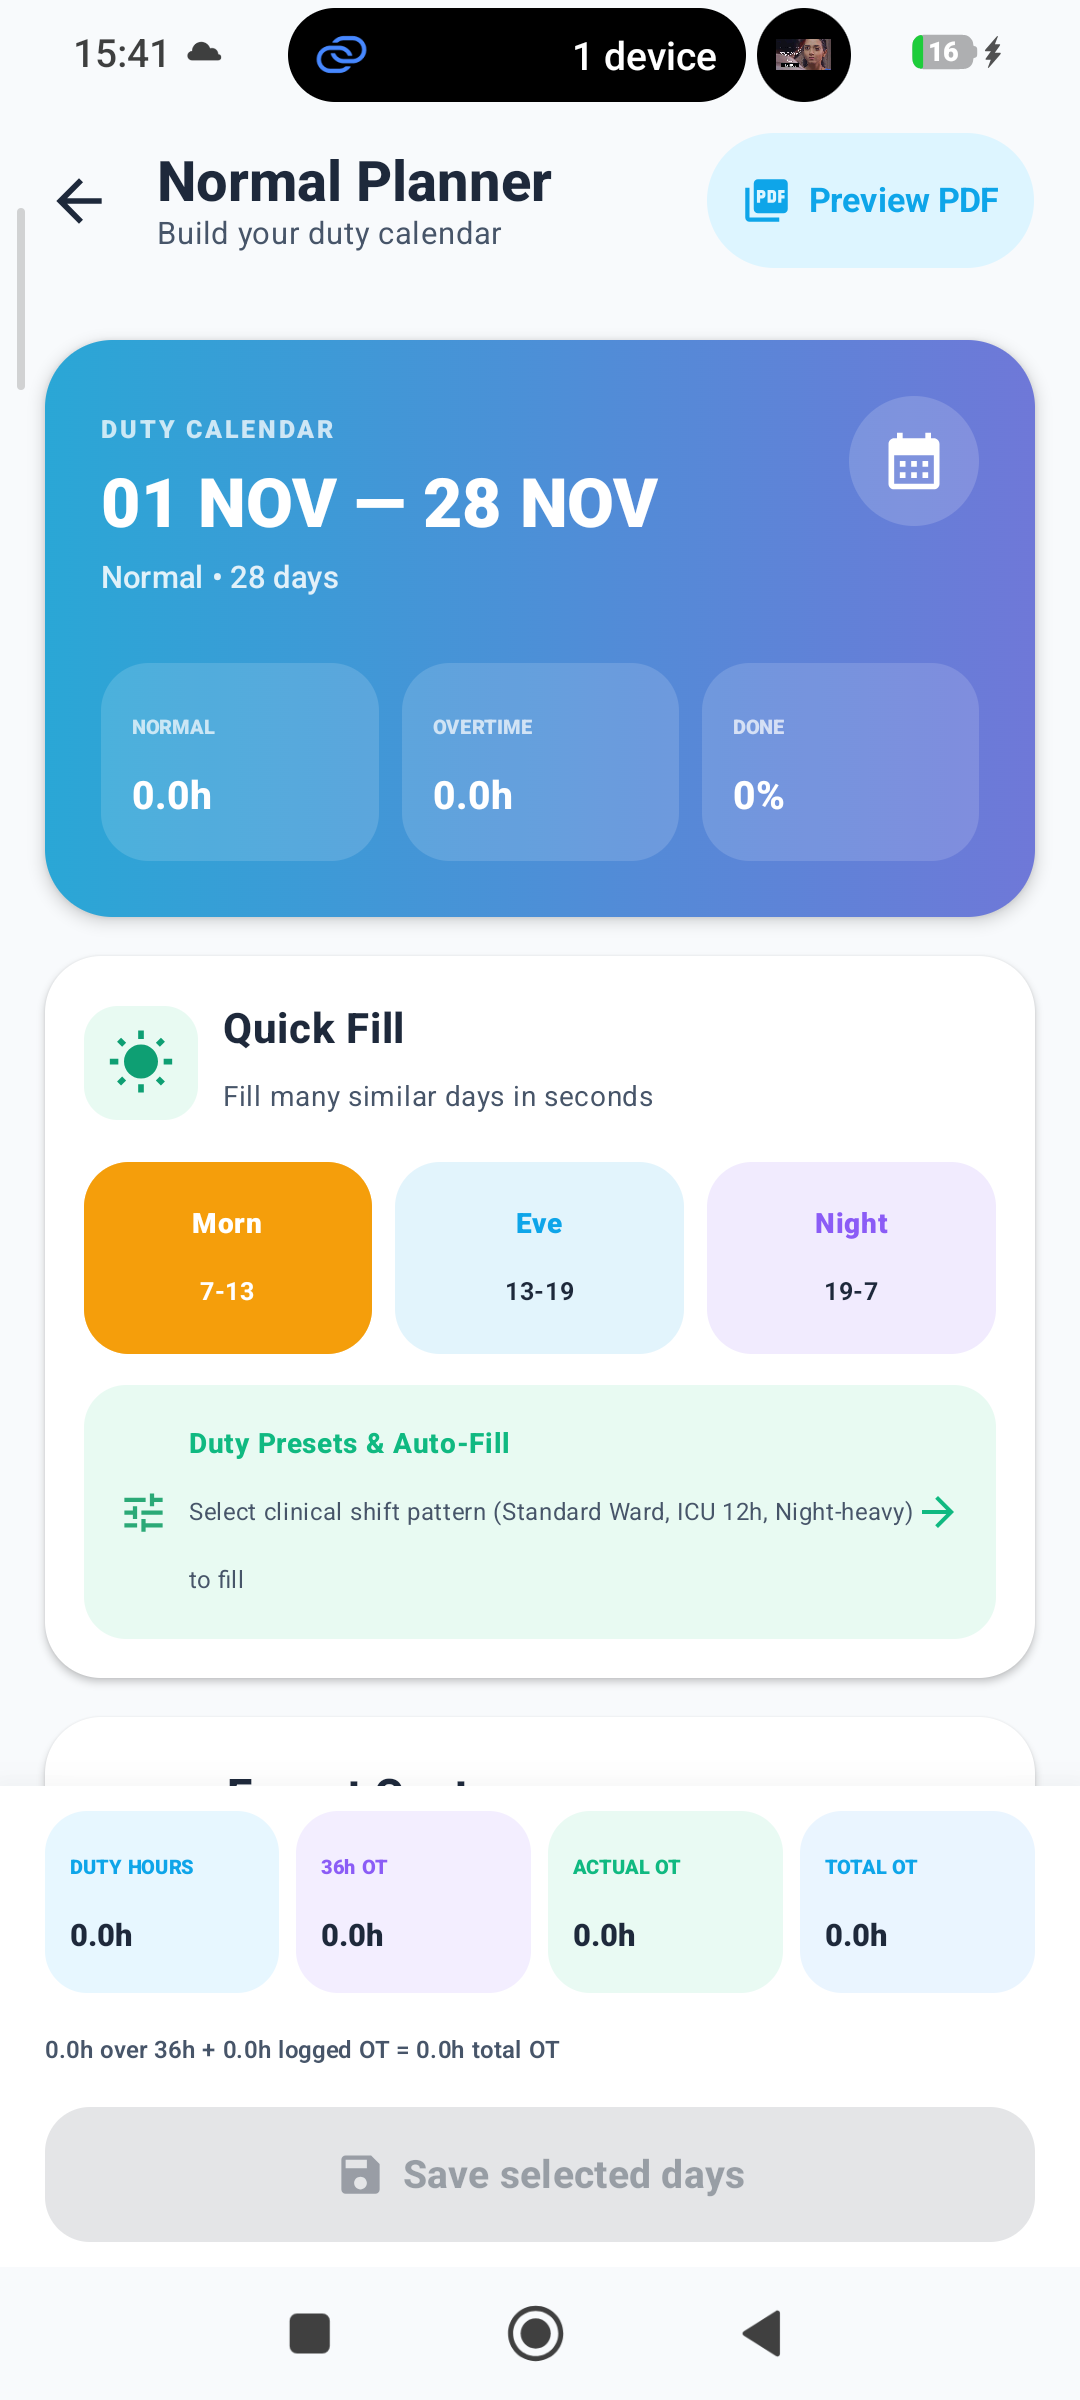 15:41
1 device
16
Normal Planner
Build your duty calendar
PDF
Preview PDF
DUTY CALENDAR
01 NOV — 28 NOV
Normal • 28 days
NORMAL
OVERTIME
DONE
0.0h
0.0h
0%
Quick Fill
Fill many similar days in seconds
Morn
Eve
Night
7-13
13-19
19-7
Duty Presets & Auto-Fill
Select clinical shift pattern (Standard Ward, ICU 12h, Night-heavy)
to fill
DUTY HOURS
36h OT
ACTUAL OT
TOTAL OT
0.0h
0.0h
0.0h
0.0h
0.0h over 36h + 0.0h logged OT = 0.0h total OT
Save selected days